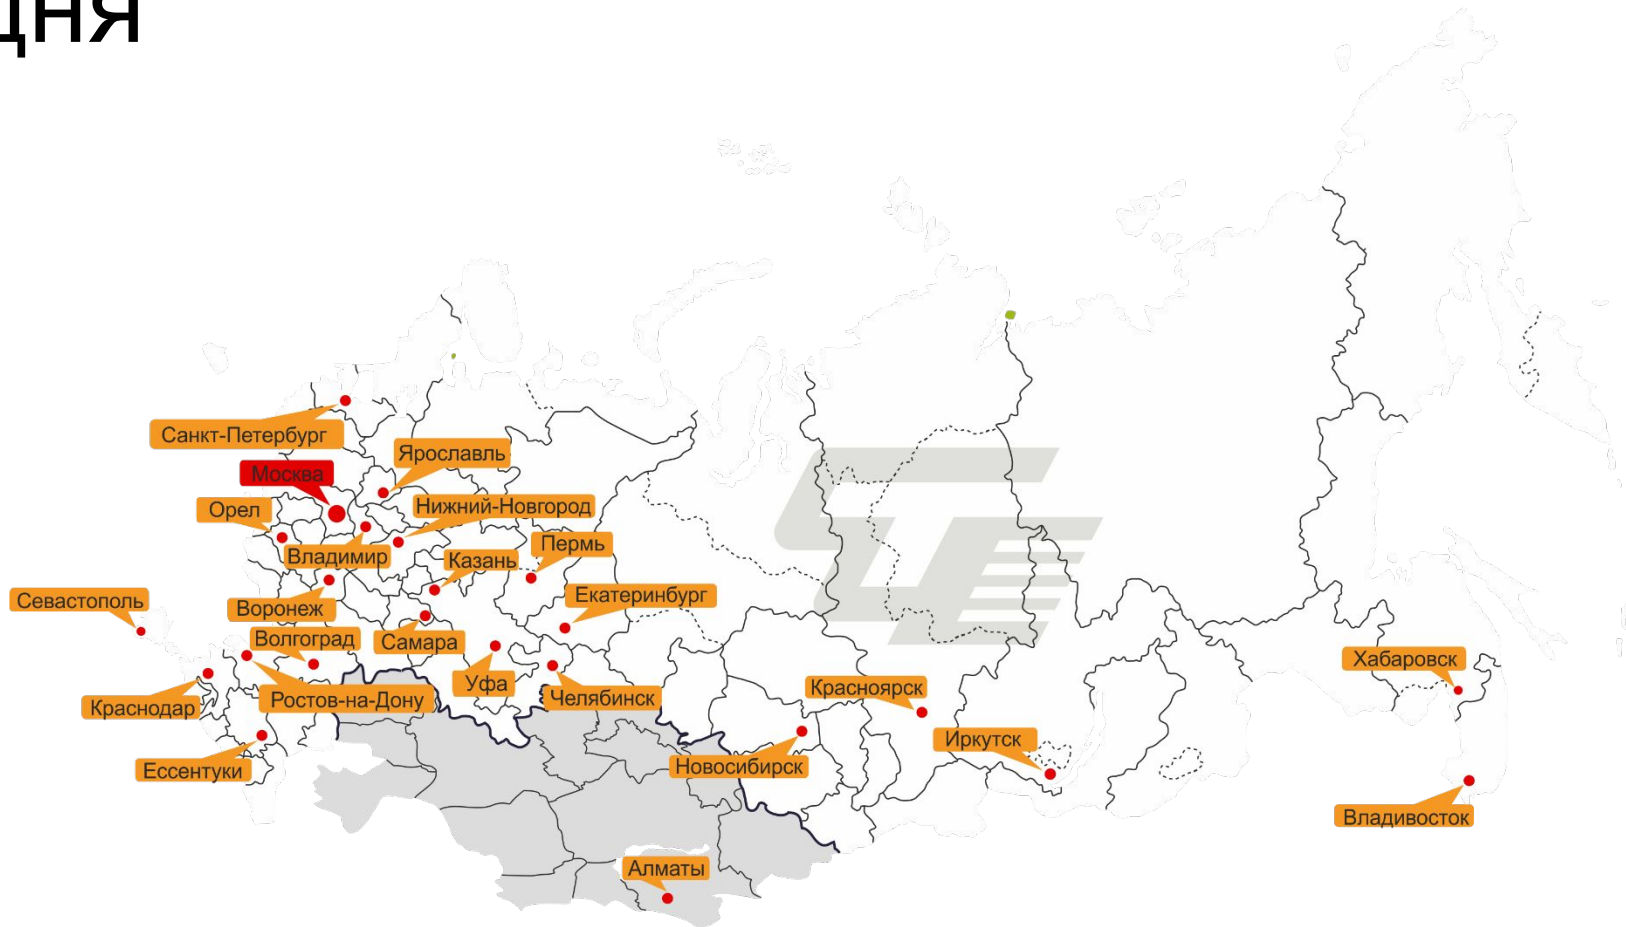 дня
Санкт-Петербург
Ярославль
Москва
Нижний-Новгород
Орел
Пермь
Владимир
Казань
Екатеринбург
Севастополь
Воронеж
Волгоград
Самара
Хабаровск
Уфа
Красноярск
Челябинск
Ростов-на-Дону
Краснодар
Иркутск
Новосибирск
Ессентуки
Владивосток
Алматы